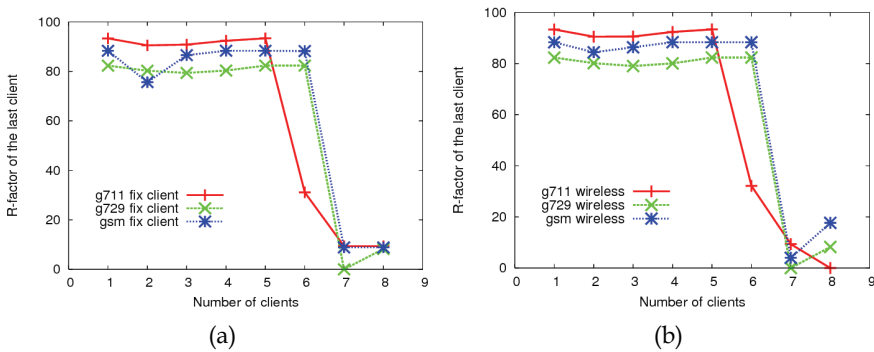 100
80
60
40
20
0
R-factor of the last client
g711 fix client
g729 fix client
gsm fix client
0 1 2 3 4 5 6 7 8 9
Number of clients
(a)
100
80
60
40
20
0
R-factor of the last client
g711 wireless
g729 wireless
gsm wireless
0 1 2 3 4 5 6 7 8 9
Number of clients
(b)